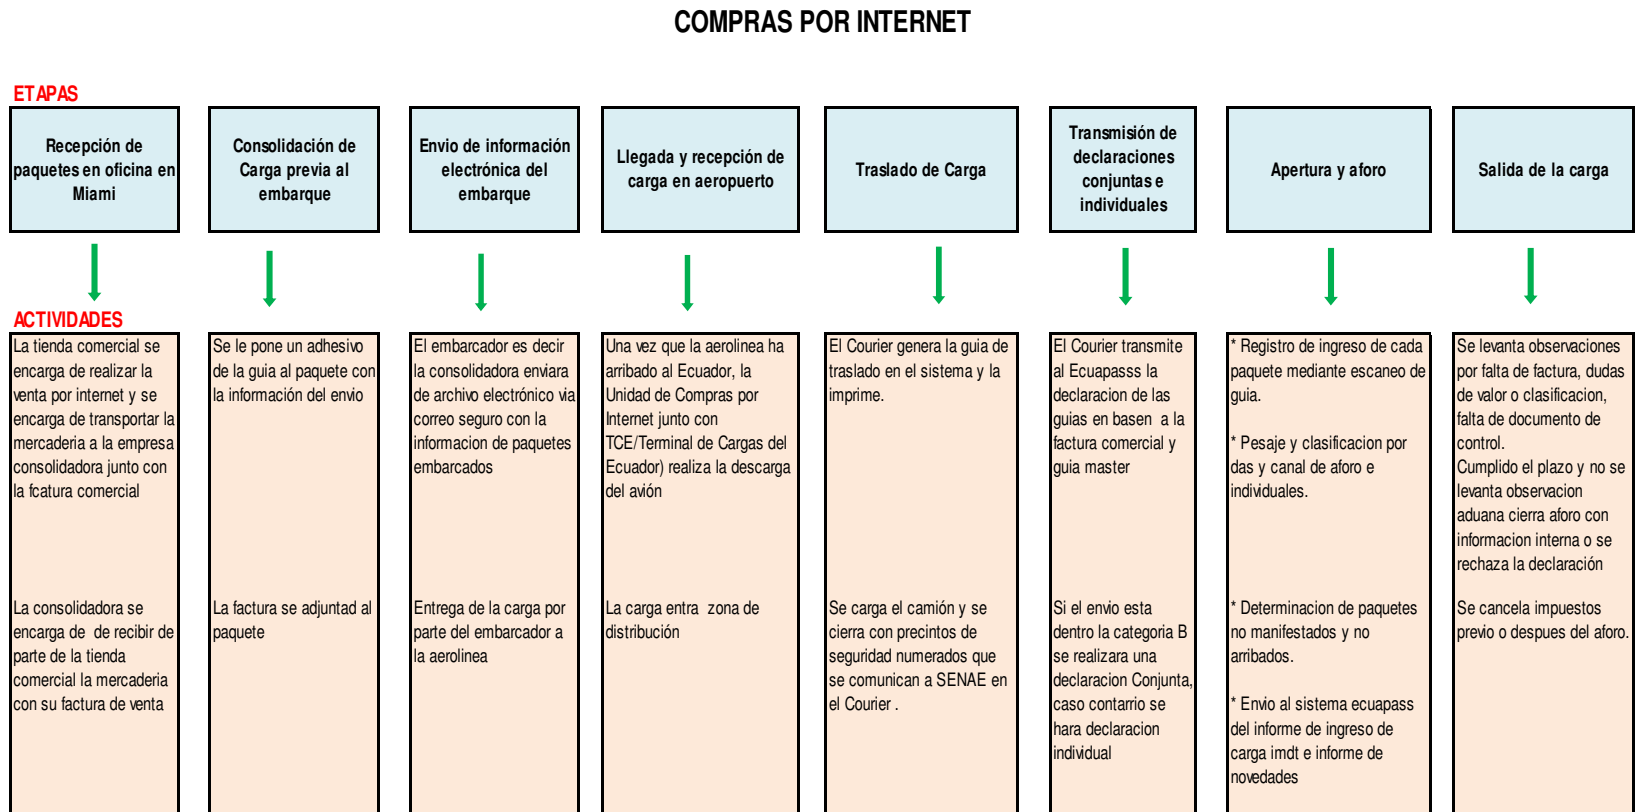 COMPRAS POR INTERNET
ETAPAS
Recepción de
paquetes en oficina en
Miami
Consolidación de
Carga previa al
embarque
Envio de información
electrónica del
embarque
Llegada y recepción de
carga en aeropuerto
Traslado de Carga
Transmisión de
declaraciones
conjuntas e
individuales
Apertura y aforo
Salida de la carga
ACTIVIDADES
La tienda comercial se
encarga de realizar la
venta por internet y se
encarga de transportar la
mercaderia a la empresa
consolidadora junto con
la fcatura comercial
La consolidadora se
encarga de de recibir de
parte de la tienda
comercial la mercaderia
con su factura de venta
Se le pone un adhesivo
de la guia al paquete con
la información del envio
La factura se adjuntad al
paquete
El embarcador es decir
la consolidadora enviara
de archivo electrónico via
correo seguro con la
informacion de paquetes
embarcados
Entrega de la carga por
parte del embarcador a
la aerolinea
Una vez que la aerolinea ha
arribado al Ecuador, la
Unidad de Compras por
Internet junto con
TCE/Terminal de Cargas del
Ecuador) realiza la descarga
del avión
La carga entra zona de
distribución
El Courier genera la guia de
traslado en el sistema y la
imprime.
Se carga el camión y se
cierra con precintos de
seguridad numerados que
se comunican a SENAE en
el Courier .
El Courier transmite
al Ecuapasss la
declaracion de las
guias en basen a la
factura comercial y
guia master
Si el envio esta
dentro la categoria B
se realizara una
declaracion Conjunta,
caso contarrio se
hara declaracion
individual
* Registro de ingreso de cada
paquete mediante escaneo de
guia.
* Pesaje y clasificacion por
das y canal de aforo e
individuales.
* Determinacion de paquetes
no manifestados y no
arribados.
* Envio al sistema ecuapass
del informe de ingreso de
carga imdt e informe de
novedades
Se levanta observaciones
por falta de factura, dudas
de valor o clasificacion,
falta de documento de
control.
Cumplido el plazo y no se
levanta observacion
aduana cierra aforo con
informacion interna o se
rechaza la declaración
Se cancela impuestos
previo o despues del aforo.